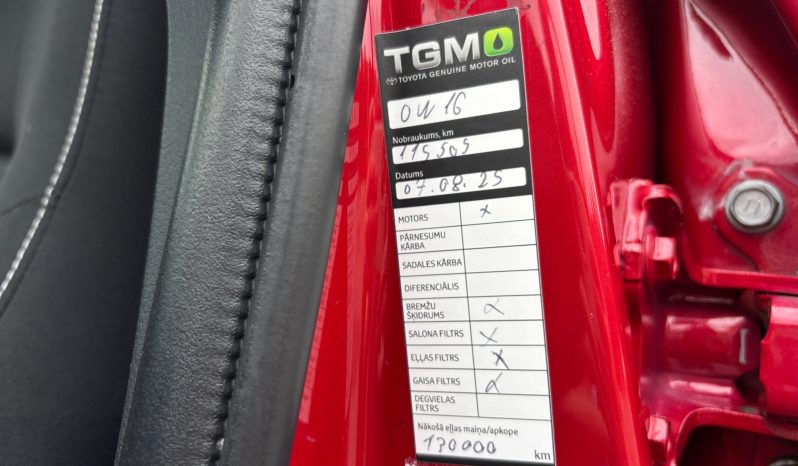 TGMO
TOYOTA GENUINE MOTOR OIL
0W16
Nobraukums, km
115505
Datums
07.08.25
MOTORS x
PĀRNESUMU
KĀRBA
SADALES KĀRBA
DIFERENCIĀLIS
BREMŽU x
ŠĶIDRUMS
SALONA FILTRS x
EĻĻAS FILTRS x
GAISA FILTRS x
DEGVIELAS
FILTRS
Nākošā eļļas maiņa/apkope
130000 km